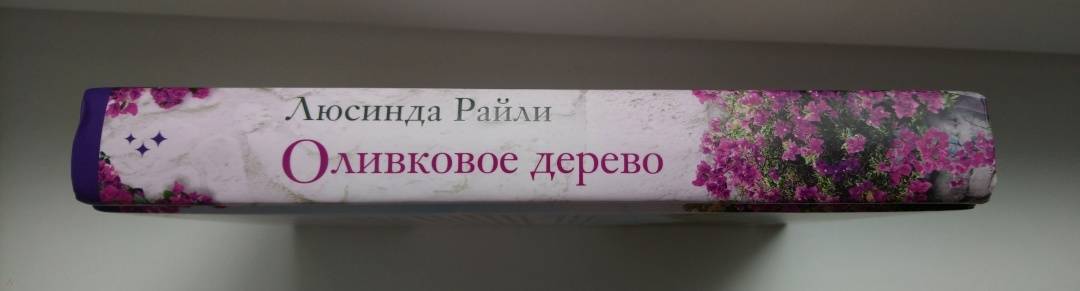 Люсинда Райли
Оливковое дерево